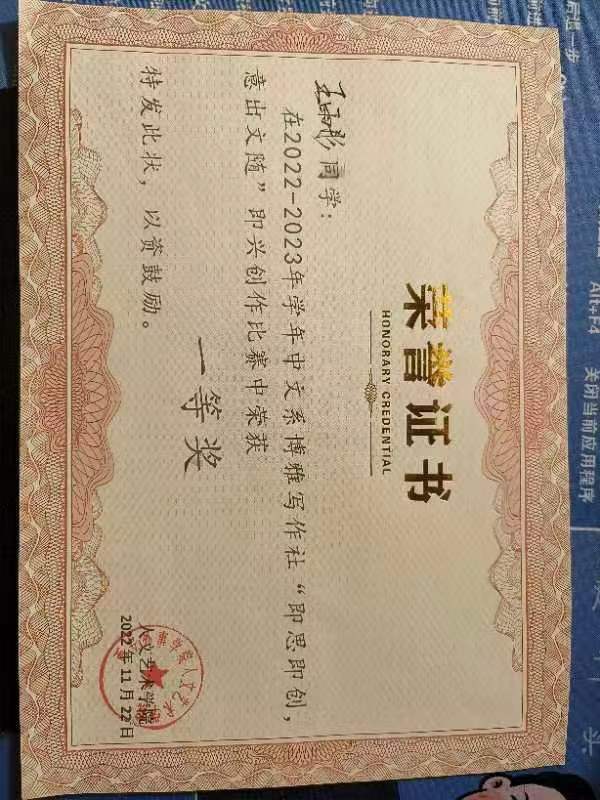 荣誉证书
HONORARY CREDENTIAL
同学：
在2022-2023年学年中文系博雅写作社“即思即创，
意出文随”即兴创作比赛中荣获
一等奖
特发此状，以资鼓励。
人文艺术学院
2022年11月22日
Alt+F4
关闭当前应用程序